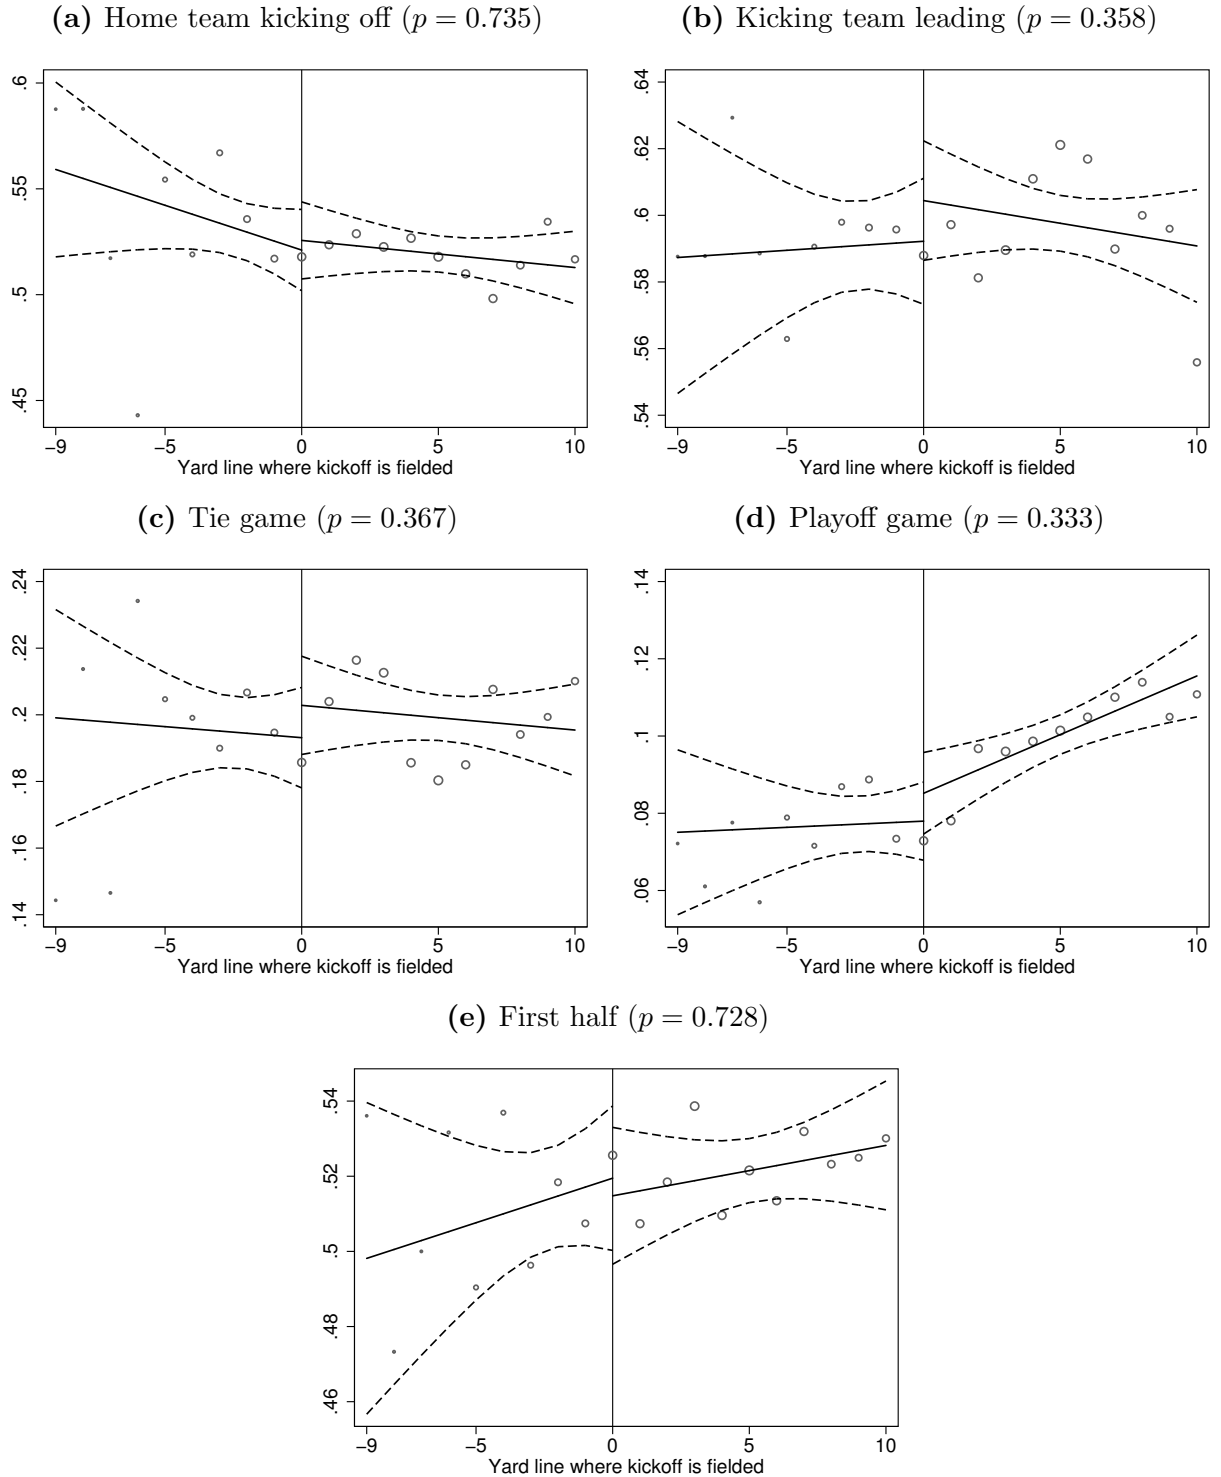 (a) Home team kicking off (p = 0.735)
.6
.55
.5
.45
−9 −5 0 5 10
Yard line where kickoff is fielded
(b) Kicking team leading (p = 0.358)
.64
.62
.6
.58
.56
.54
−9 −5 0 5 10
Yard line where kickoff is fielded
(c) Tie game (p = 0.367)
.24
.22
.2
.18
.16
.14
−9 −5 0 5 10
Yard line where kickoff is fielded
(d) Playoff game (p = 0.333)
.14
.12
.1
.08
.06
−9 −5 0 5 10
Yard line where kickoff is fielded
(e) First half (p = 0.728)
.54
.52
.5
.48
.46
−9 −5 0 5 10
Yard line where kickoff is fielded